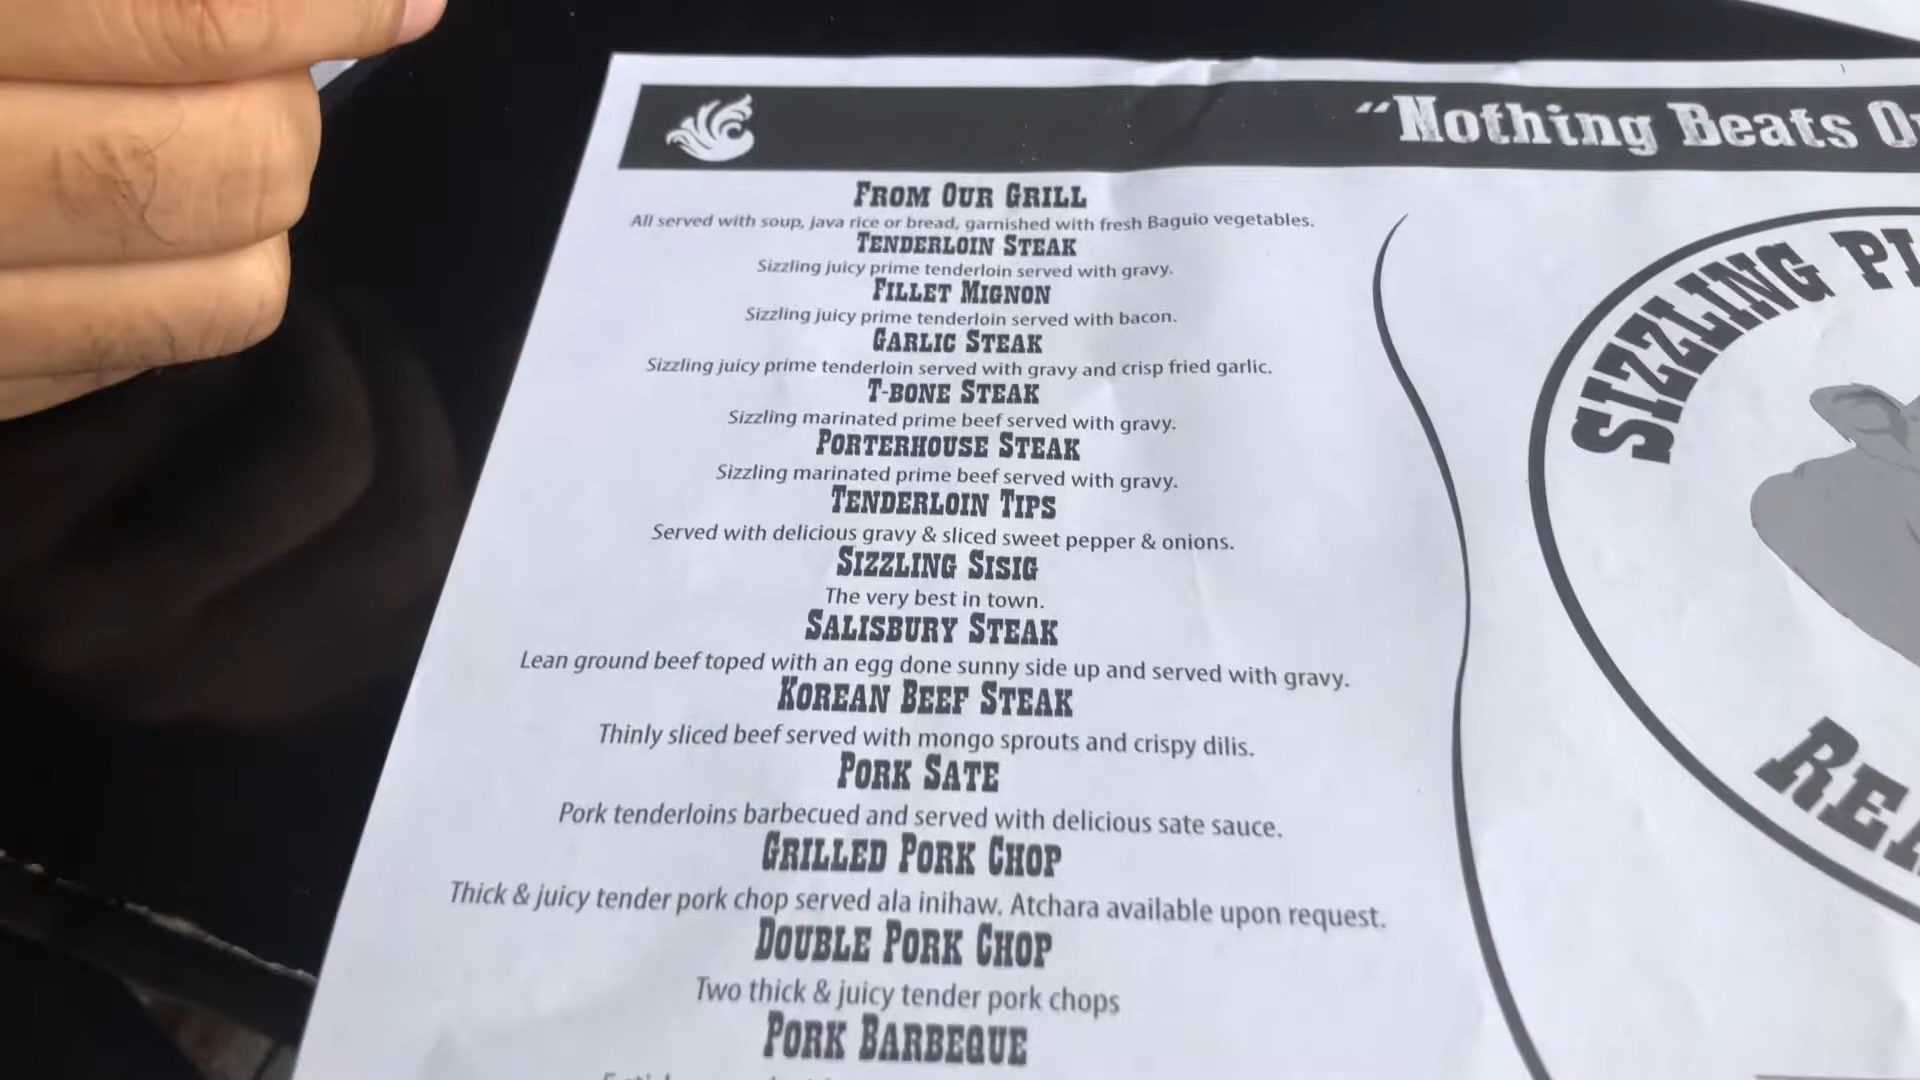 "Nothing Beats
From Our Grill
All served with soup, java rice or bread, garnished with fresh Baguio vegetables.
Tenderloin Steak
Sizzling juicy prime tenderloin served with gravy.
Fillet Mignon
Sizzling juicy prime tenderloin served with bacon.
Garlic Steak
Sizzling juicy prime tenderloin served with gravy and crisp fried garlic.
T-Bone Steak
Sizzling marinated prime beef served with gravy.
Porterhouse Steak
Sizzling marinated prime beef served with gravy.
Tenderloin Tips
Served with delicious gravy & sliced sweet pepper & onions.
Sizzling Sisig
The very best in town.
Salisbury Steak
Lean ground beef toped with an egg done sunny side up and served with gravy.
Korean Beef Steak
Thinly sliced beef served with mongo sprouts and crispy dilis.
Pork Sate
Pork tenderloins barbecued and served with delicious sate sauce.
Grilled Pork Chop
Thick & juicy tender pork chop served ala inihaw. Atchara available upon request.
Double Pork Chop
Two thick & juicy tender pork chops
Pork Barbeque
SIZZLING